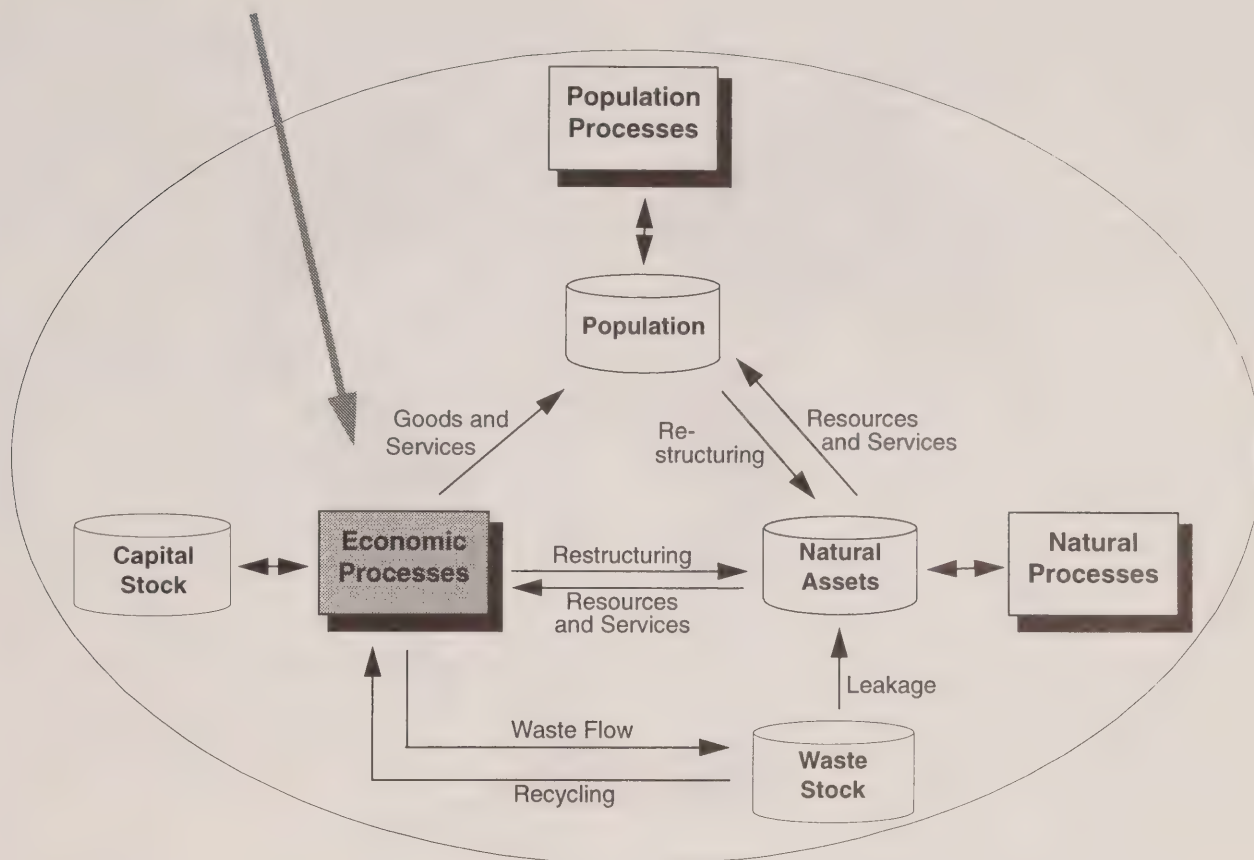 Population
Processes
Population
Goods and
Services
Re-
structuring
Resources
and Services
Capital
Stock
Economic
Processes
Restructuring
Resources
and Services
Natural
Assets
Natural
Processes
Leakage
Waste Flow
Waste
Stock
Recycling